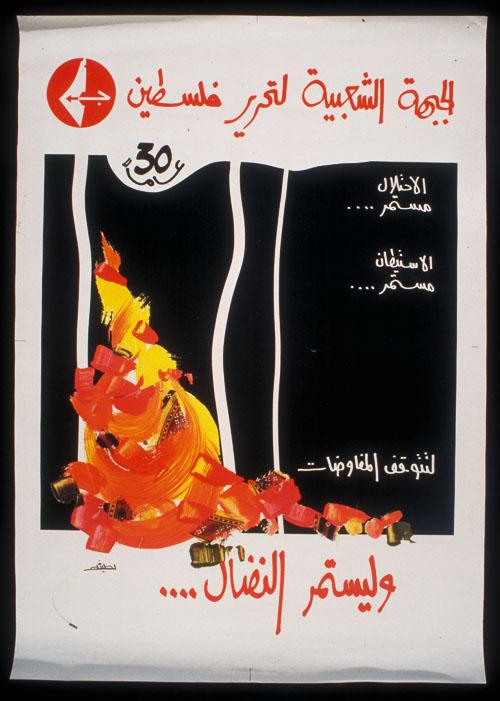 الجبهة الشعبية لتحرير فلسطين
30
عاماً
الاحتلال
مستمر ....
الاستيطان
مستمر ....
لتتوقف المفاوضات
وليستمر النضال ....